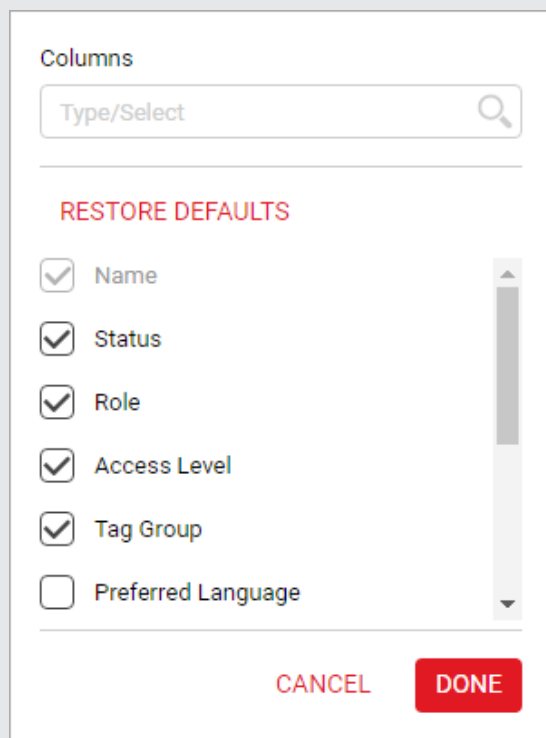 Columns
Type/Select
RESTORE DEFAULTS
Name
Status
Role
Access Level
Tag Group
Preferred Language
CANCEL DONE